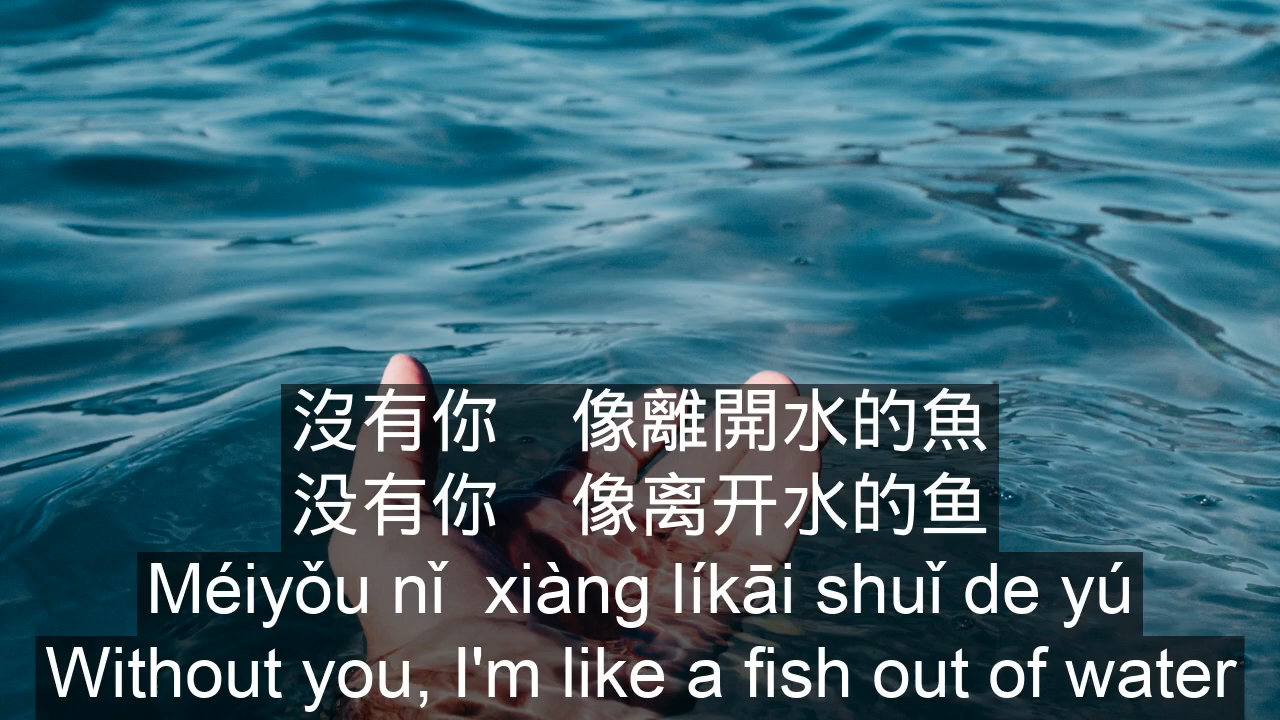 沒有你　像離開水的魚
没有你　像离开水的鱼
Méiyǒu nǐ  xiàng líkāi shuǐ de yú
Without you, I'm like a fish out of water